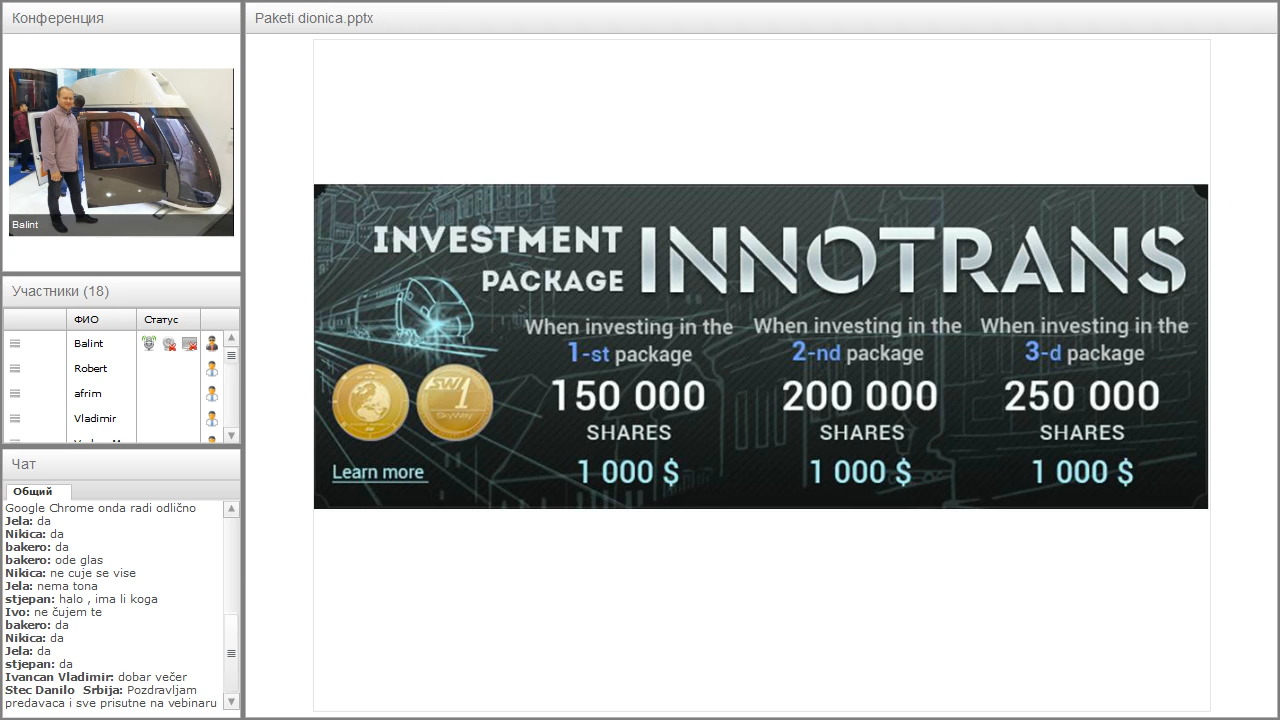 Конференция
Balint
Участники (18)
ФИО Статус
Balint
Robert
afrim
Vladimir
Чат
Общий
Google Chrome onda radi odlično
Jela: da
Nikica: da
bakero: da
bakero: ode glas
Nikica: ne cuje se vise
Jela: nema tona
stjepan: halo , ima li koga
Ivo: ne čujem te
bakero: da
Nikica: da
Jela: da
stjepan: da
Ivancan Vladimir: dobar večer
Stec Danilo  Srbija: Pozdravljam
predavaca i sve prisutne na vebinaru
Paketi dionica.pptx
INVESTMENT
PACKAGE
INNOTRANS
When investing in the
1-st package
150 000
SHARES
1 000 $
When investing in the
2-nd package
200 000
SHARES
1 000 $
When investing in the
3-d package
250 000
SHARES
1 000 $
SW1
SkyWay
Learn more